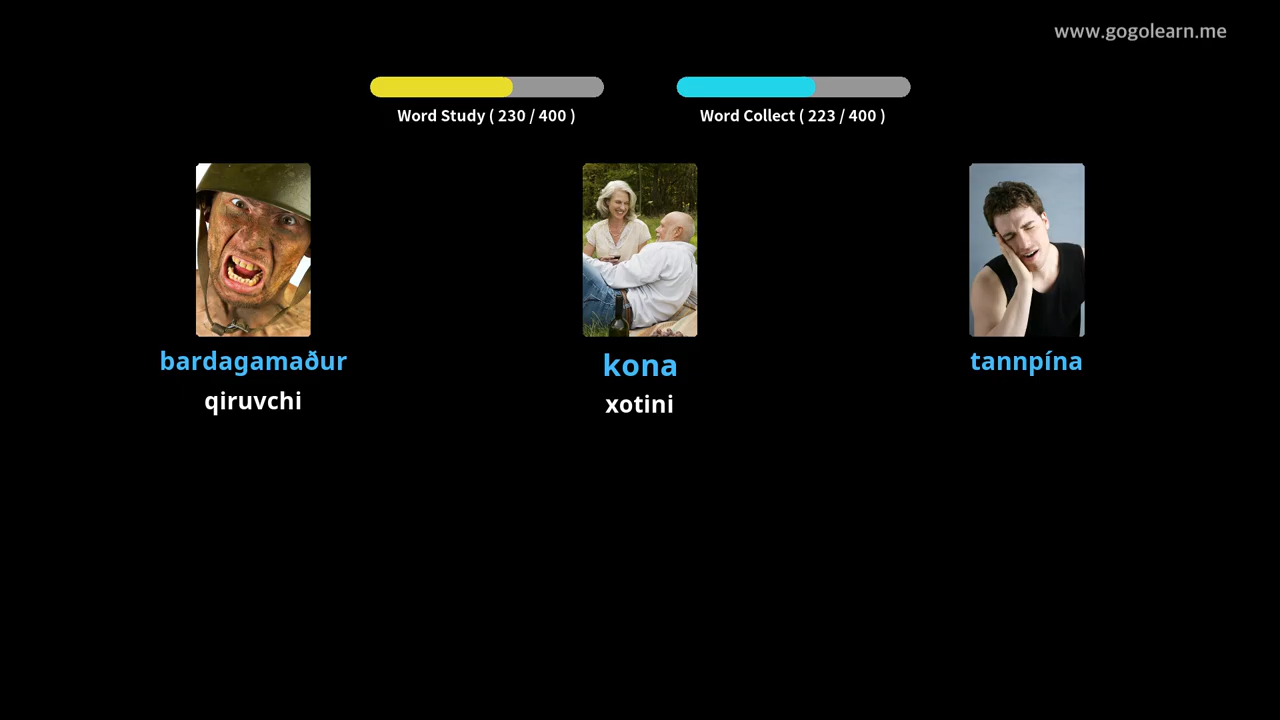 www.gogolearn.me
Word Study ( 230 / 400 )
Word Collect ( 223 / 400 )
bardagamaður
qiruvchi
kona
xotini
tannpína